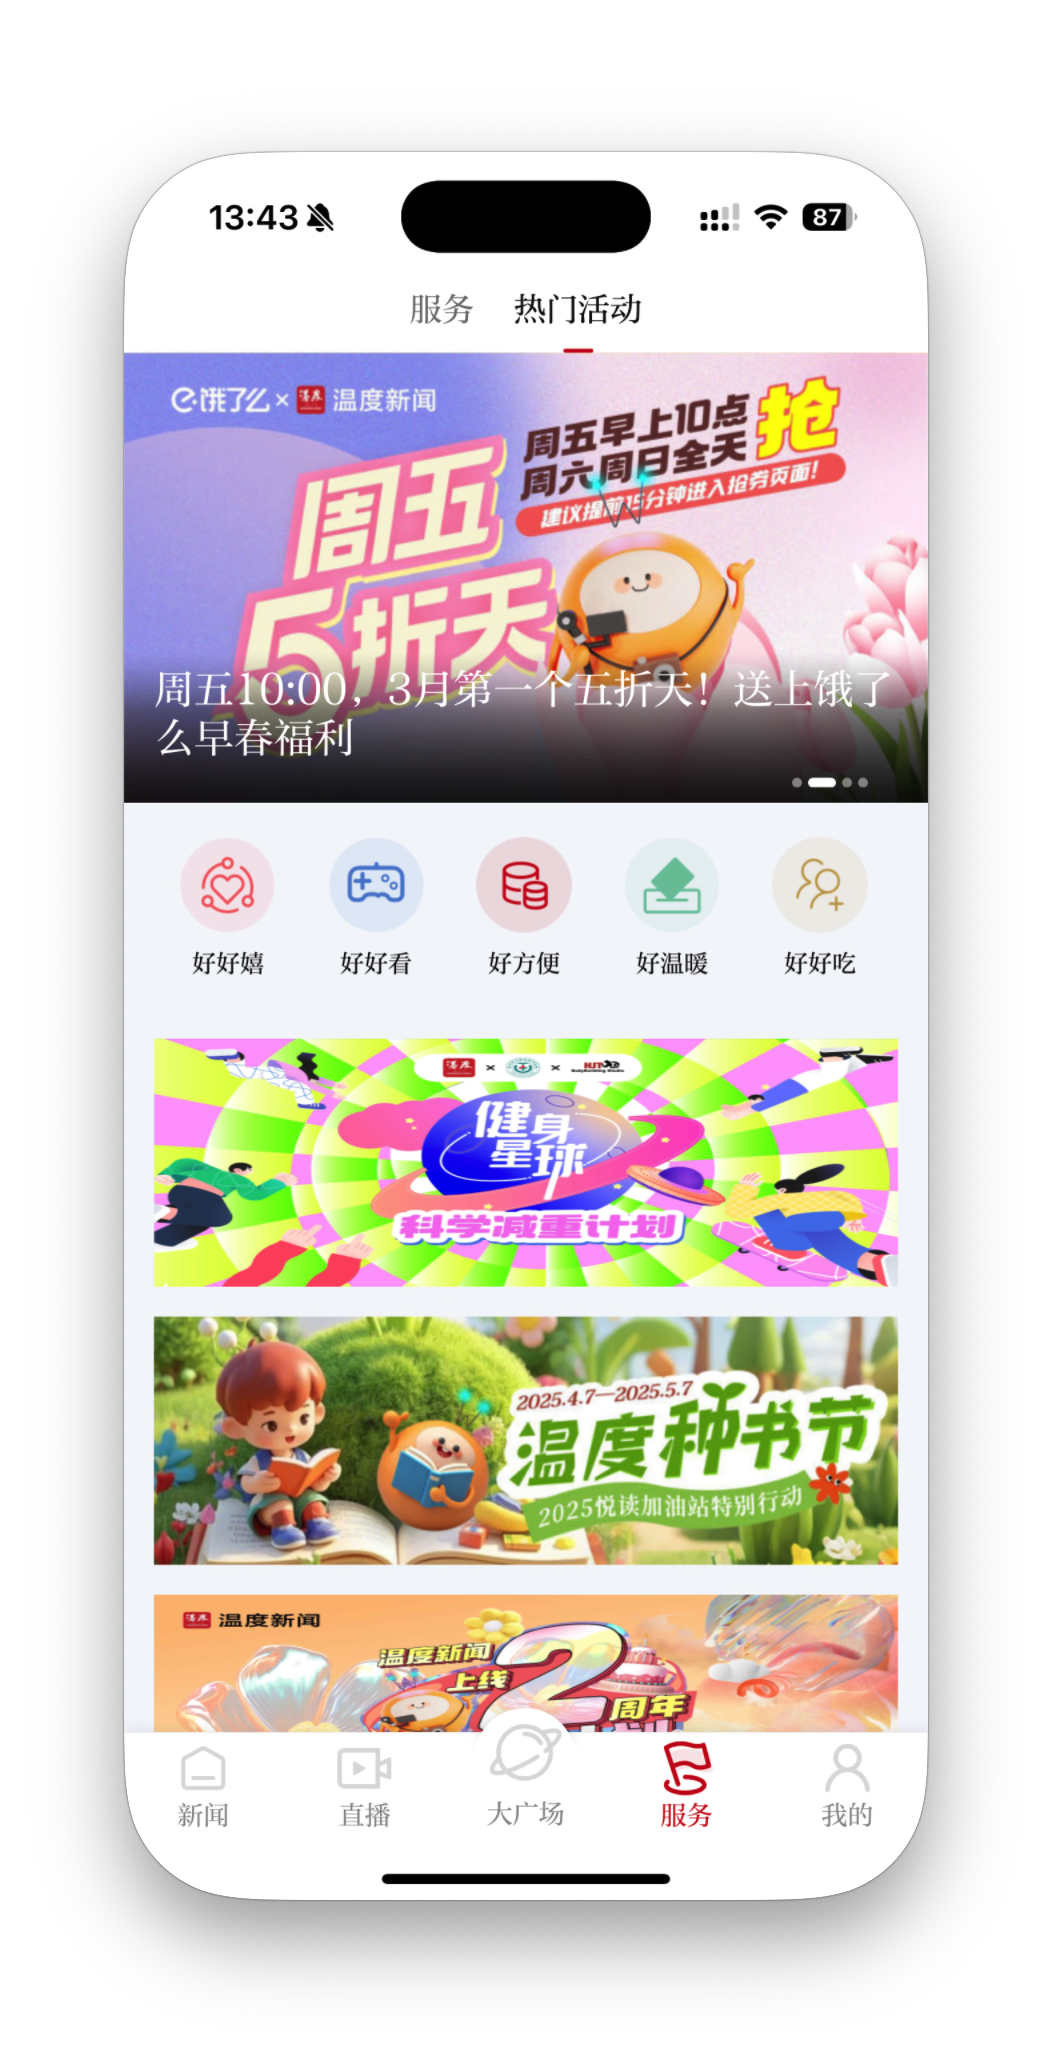 13:43
87
服务 热门活动
饿了么 × 温度 温度新闻
周五早上10点
周六周日全天
抢
建议提前15分钟进入抢券页面!
周五
5折天
周五10:00，3月第一个五折天！送上饿了
么早春福利
好好嬉 好好看 好方便 好温暖 好好吃
温度 × ×
健身
星球
科学减重计划
2025.4.7—2025.5.7
温度种书节
2025悦读加油站特别行动
温度 温度新闻
温度新闻
上线
2
周年
新闻 直播 大广场 服务 我的